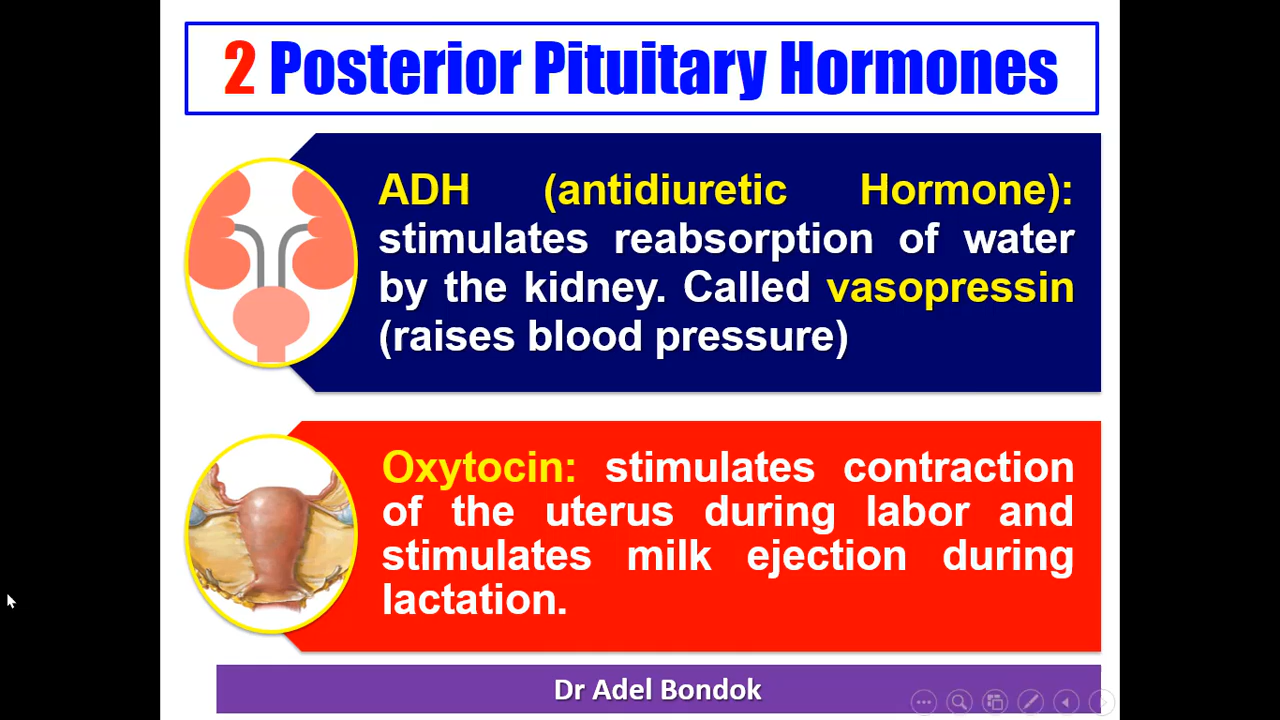 2 Posterior Pituitary Hormones
ADH (antidiuretic Hormone):
stimulates reabsorption of water
by the kidney. Called vasopressin
(raises blood pressure)
Oxytocin: stimulates contraction
of the uterus during labor and
stimulates milk ejection during
lactation.
Dr Adel Bondok